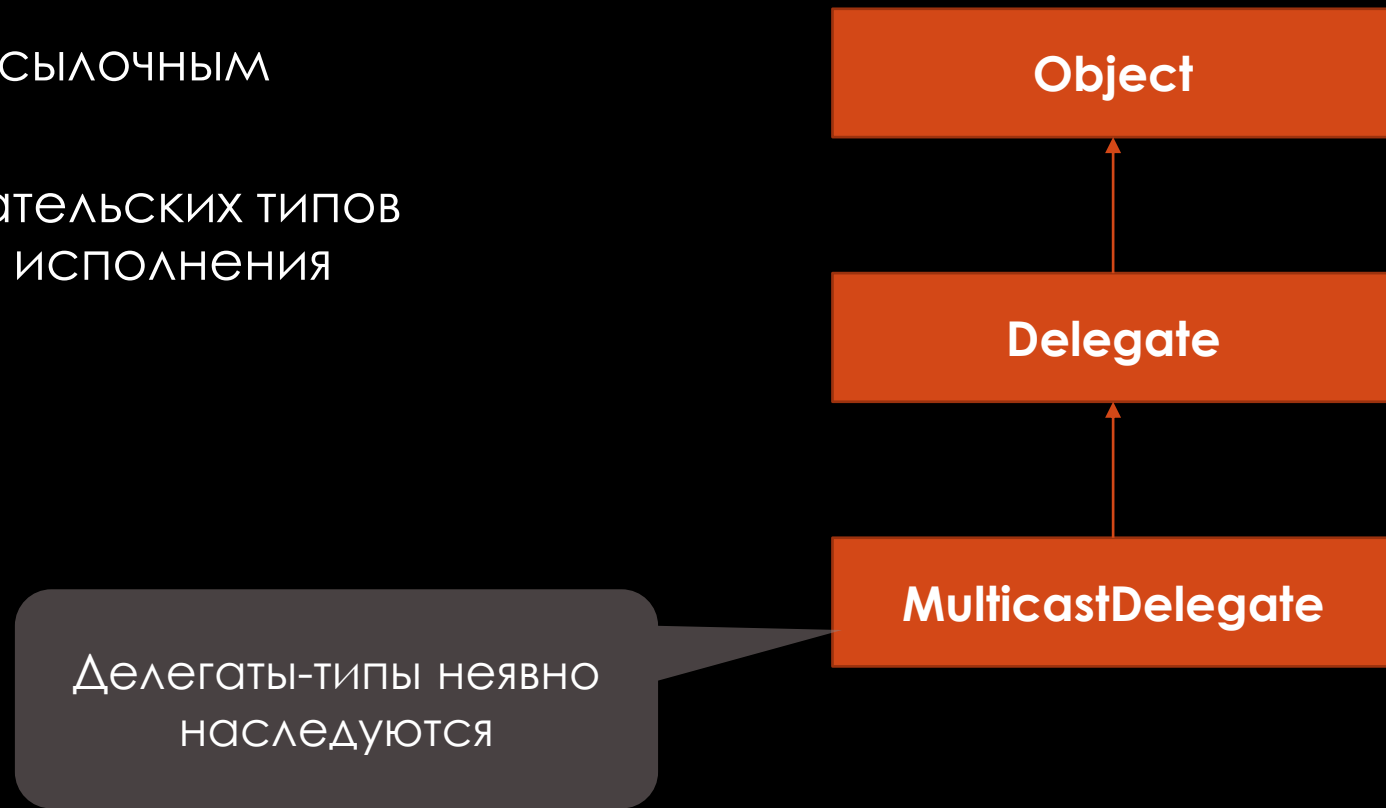 сылочным
ательских типов
исполнения
Object
Delegate
MulticastDelegate
Делегаты-типы неявно
наследуются